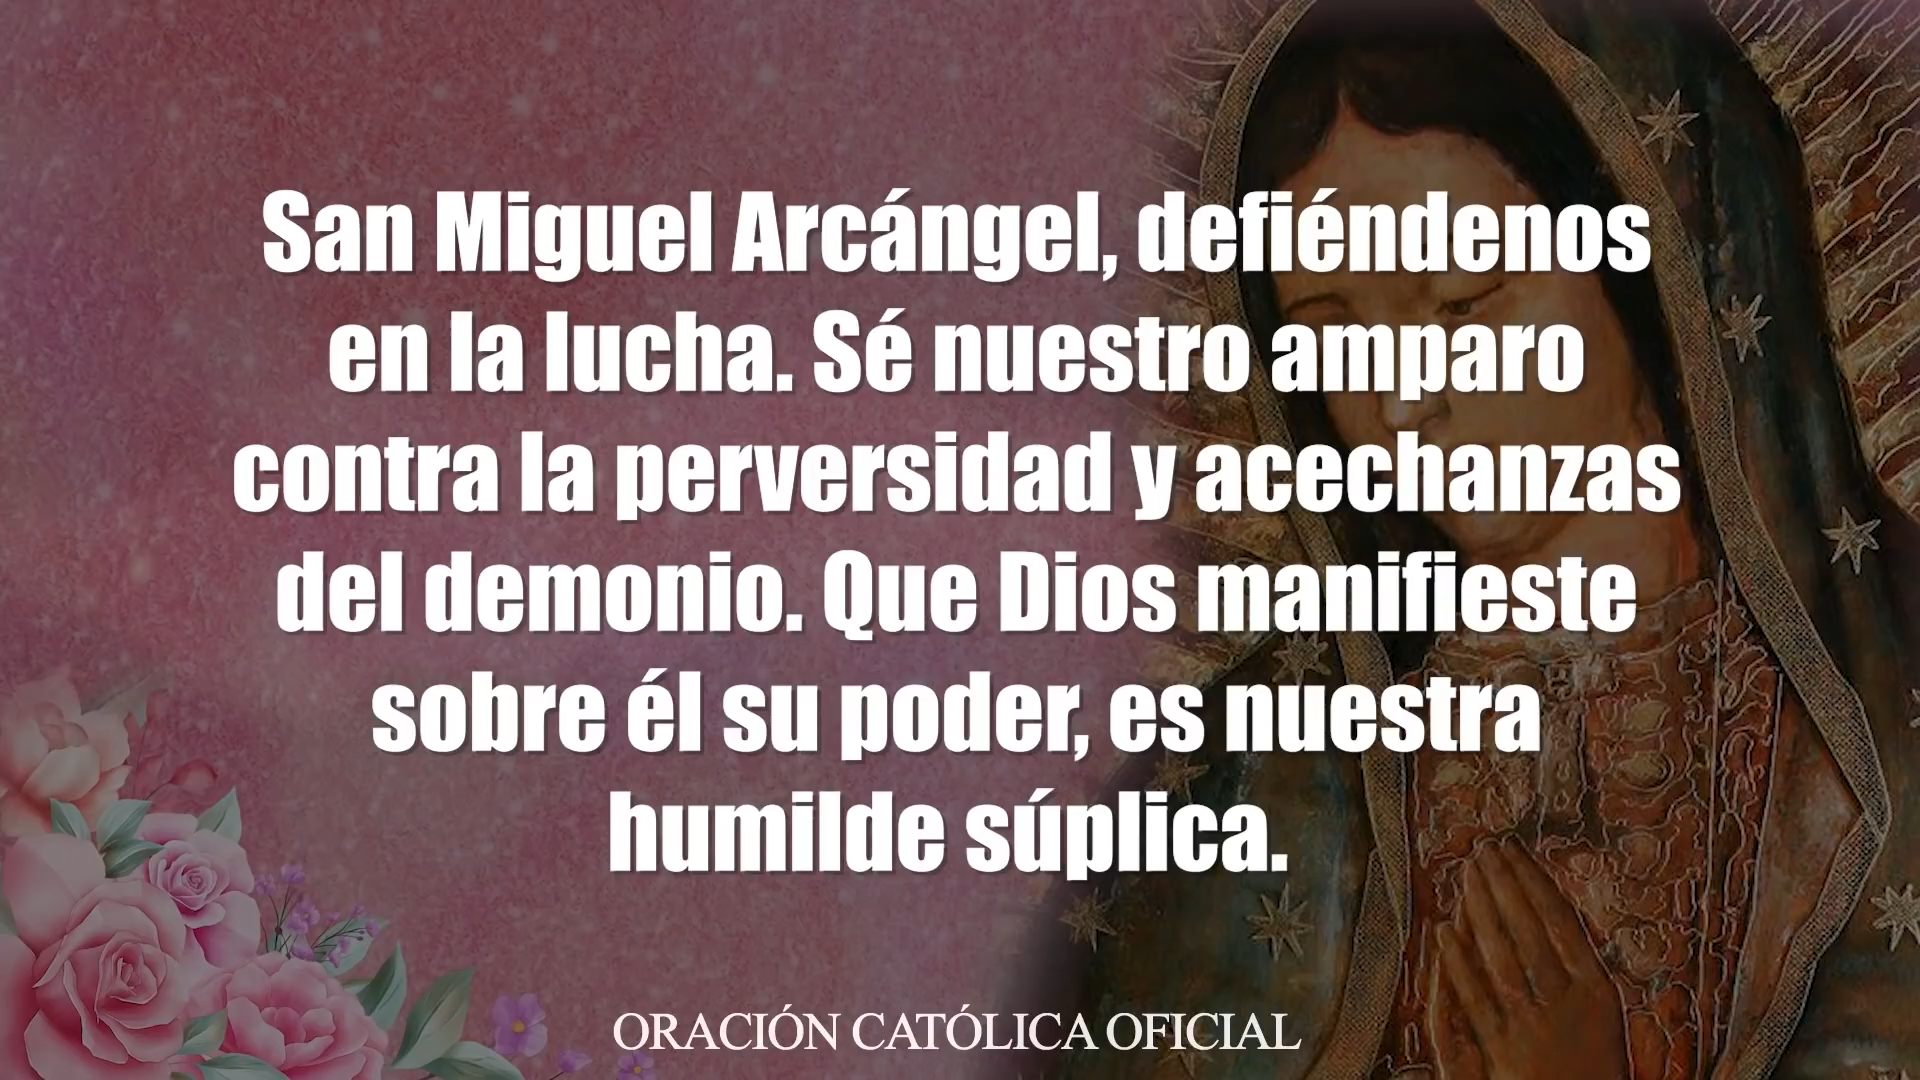 San Miguel Arcángel, defiéndenos
en la lucha. Sé nuestro amparo
contra la perversidad y acechanzas
del demonio. Que Dios manifieste
sobre él su poder, es nuestra
humilde súplica.
ORACIÓN CATÓLICA OFICIAL